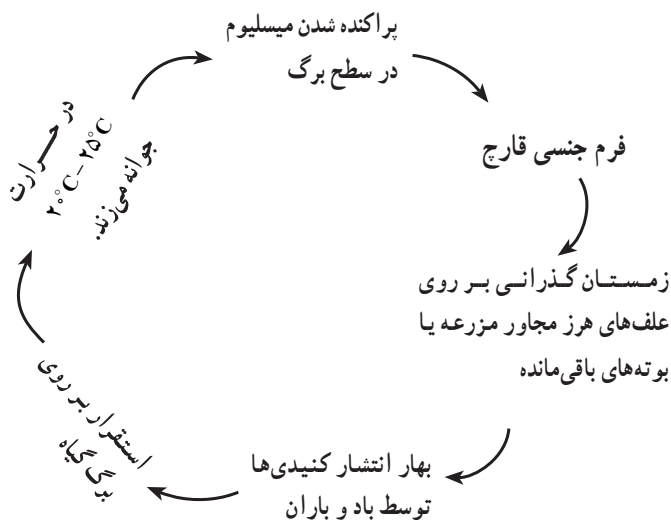 پراکنده شدن میسلیوم
در سطح برگ
فرم جنسی قارچ
زمستان گذرانی بر روی
علف‌های هرز مجاور مزرعه یا
بوته‌های باقی‌مانده
بهار انتشار کنیدی‌ها
توسط باد و باران
استقرار بر روی
برگ گیاه
در حرارت
۲۰°C – ۲۵°C
جوانه می‌زند.